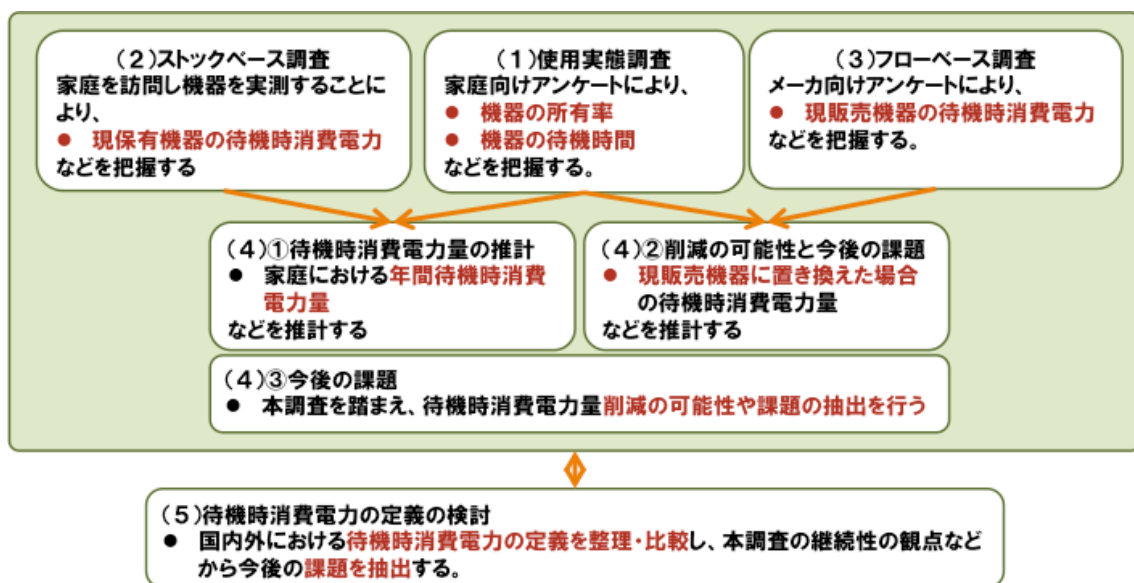 (2)ストックベース調査
家庭を訪問し機器を実測することに
より、
● 現保有機器の待機時消費電力
などを把握する
(1)使用実態調査
家庭向けアンケートにより、
● 機器の所有率
● 機器の待機時間
などを把握する。
(3)フローベース調査
メーカ向けアンケートにより、
● 現販売機器の待機時消費電力
などを把握する。
(4)①待機時消費電力量の推計
● 家庭における年間待機時消費
電力量
などを推計する
(4)②削減の可能性と今後の課題
● 現販売機器に置き換えた場合
の待機時消費電力量
などを推計する
(4)③今後の課題
● 本調査を踏まえ、待機時消費電力量削減の可能性や課題の抽出を行う
(5)待機時消費電力の定義の検討
● 国内外における待機時消費電力の定義を整理・比較し、本調査の継続性の観点など
から今後の課題を抽出する。